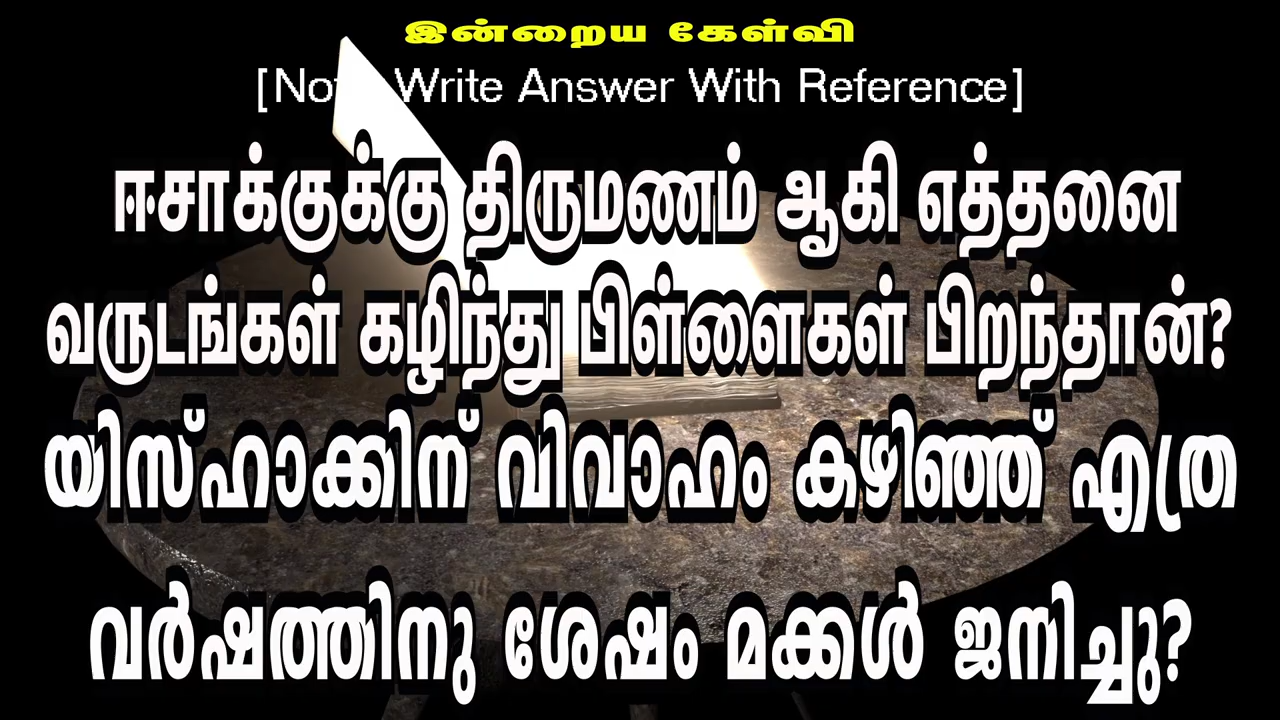 இன்றைய கேள்வி
[Not Write Answer With Reference]
ஈசாக்குக்கு திருமணம் ஆகி எத்தனை
வருடங்கள் கழிந்து பிள்ளைகள் பிறந்தான்?
யிஸ்ஹாக்கിന് വിവാഹം കഴിഞ്ഞ് എത്ര
വർഷത്തിനു ശേഷം മക്കൾ ജനിച്ചു?